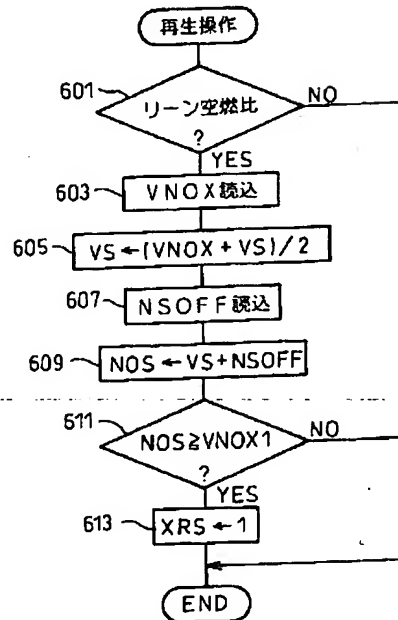 再生操作
601
リーン空燃比
?
NO
YES
603
VNOX読込
605
VS←(VNOX+VS)/2
607
NSOFF読込
609
NOS←VS+NSOFF
611
NOS≧VNOX1
?
NO
YES
613
XRS←1
END